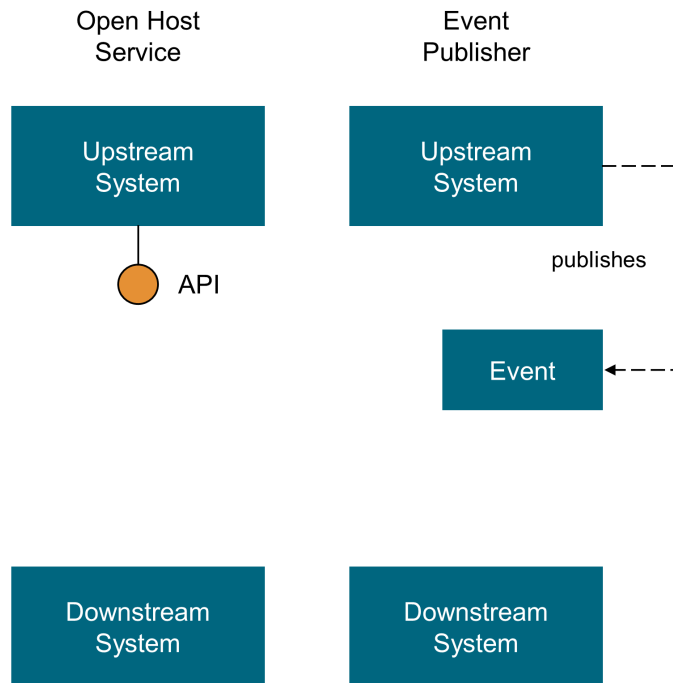 Open Host
Service
Event
Publisher
Upstream
System
Upstream
System
publishes
API
Event
Downstream
System
Downstream
System